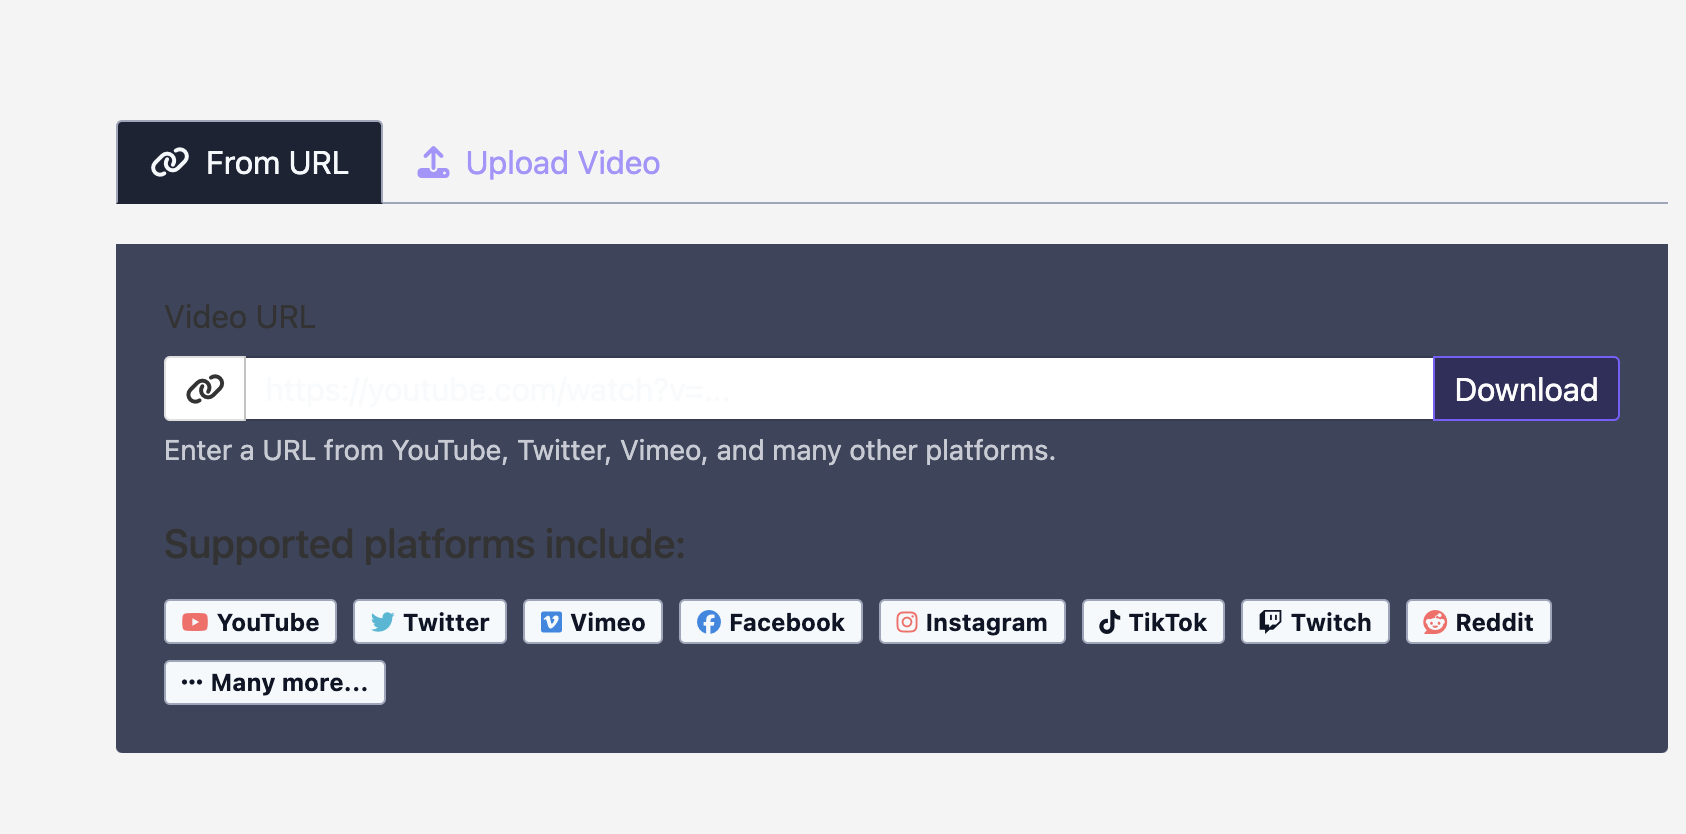 From URL
Upload Video
Video URL
https://youtube.com/watch?v=...
Download
Enter a URL from YouTube, Twitter, Vimeo, and many other platforms.
Supported platforms include:
YouTube
Twitter
Vimeo
Facebook
Instagram
TikTok
Twitch
Reddit
Many more...